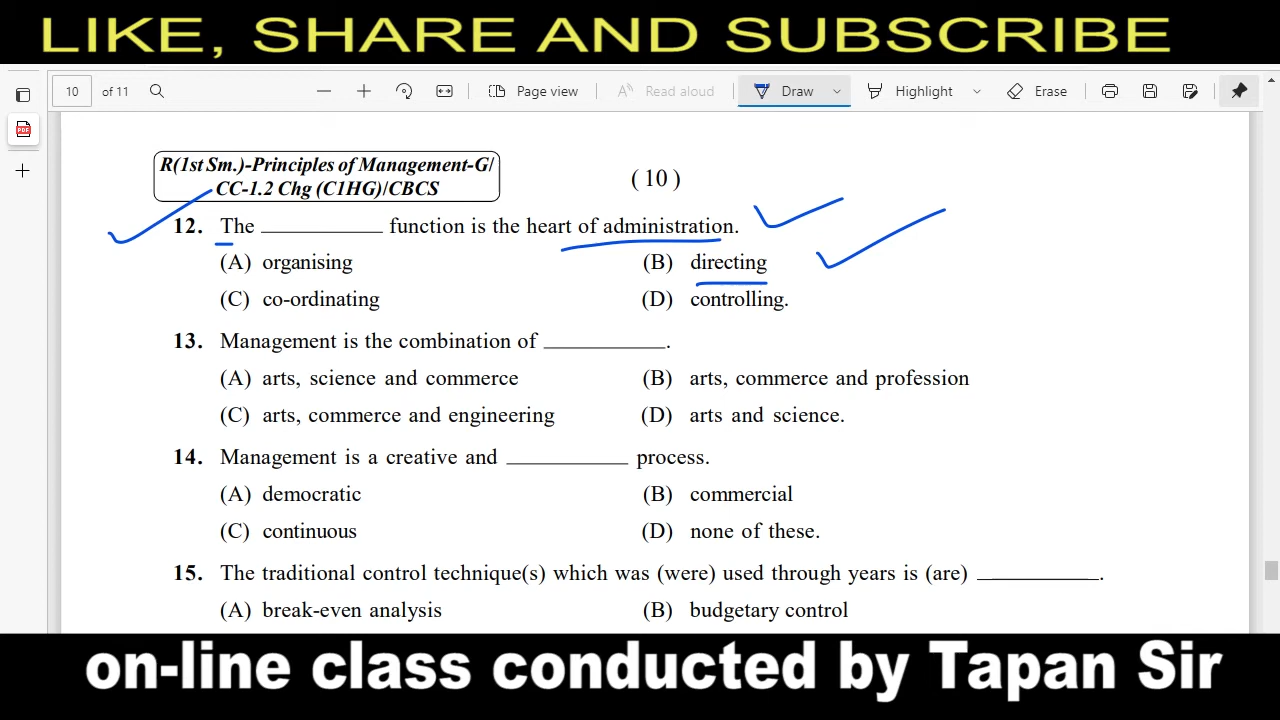 LIKE, SHARE AND SUBSCRIBE
10 of 11 Page view Read aloud Draw Highlight Erase
R(1st Sm.)-Principles of Management-G/
CC-1.2 Chg (C1HG)/CBCS
( 10 )
12. The __________ function is the heart of administration.
(A) organising (B) directing
(C) co-ordinating (D) controlling.
13. Management is the combination of __________.
(A) arts, science and commerce (B) arts, commerce and profession
(C) arts, commerce and engineering (D) arts and science.
14. Management is a creative and __________ process.
(A) democratic (B) commercial
(C) continuous (D) none of these.
15. The traditional control technique(s) which was (were) used through years is (are) __________.
(A) break-even analysis (B) budgetary control
on-line class conducted by Tapan Sir